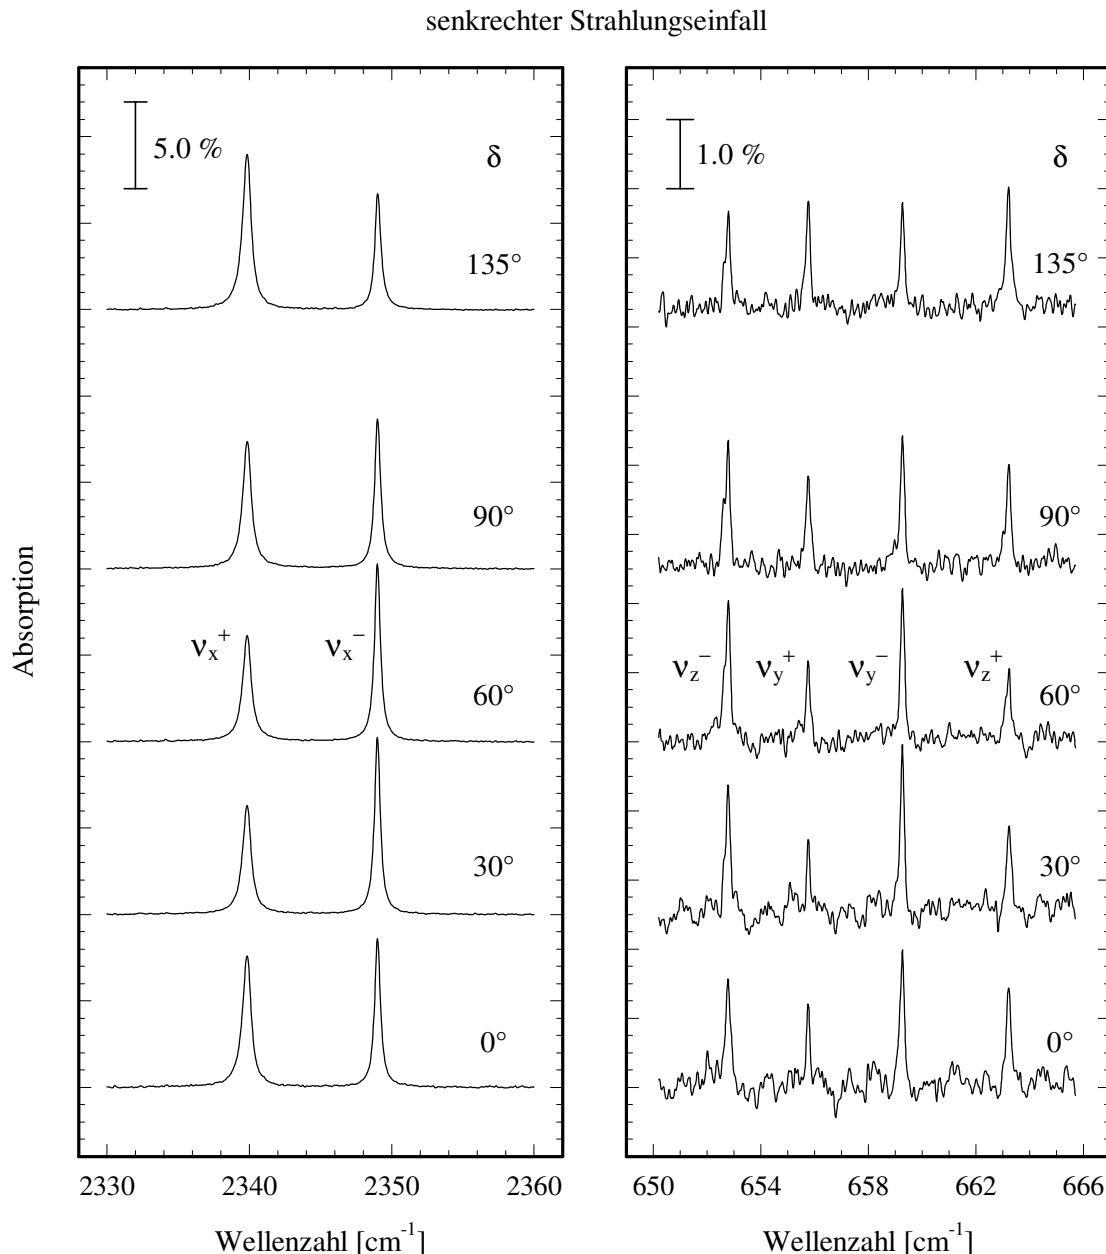 senkrechter Strahlungseinfall
5.0 %
δ
135°
90°
νx+
νx−
60°
30°
0°
2330
2340
2350
2360
Wellenzahl [cm-1]
Absorption
1.0 %
δ
135°
90°
νz−
νy+
νy−
νz+
60°
30°
0°
650
654
658
662
666
Wellenzahl [cm-1]